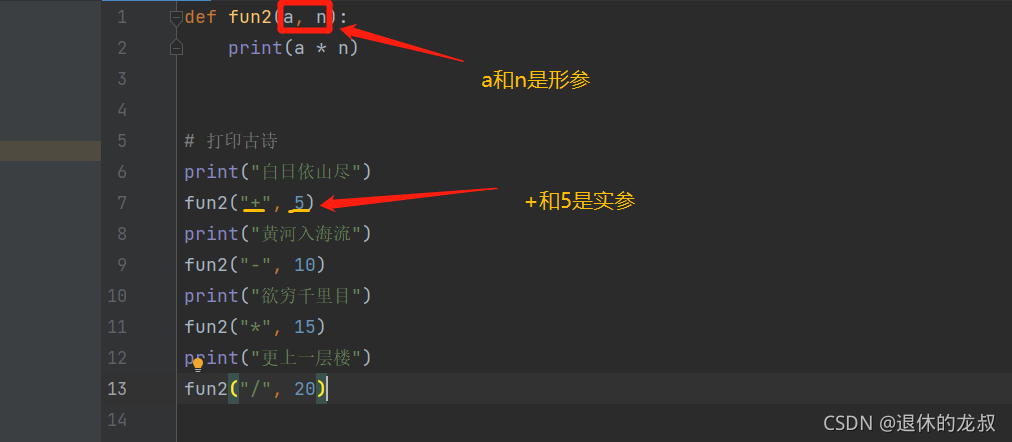 1 def fun2(a, n):
2 print(a * n)
a和n是形参
3
4
5 # 打印古诗
6 print("白日依山尽")
7 fun2("+", 5)
+和5是实参
8 print("黄河入海流")
9 fun2("-", 10)
10 print("欲穷千里目")
11 fun2("*", 15)
12 print("更上一层楼")
13 fun2("/", 20)
14
CSDN @退休的龙叔